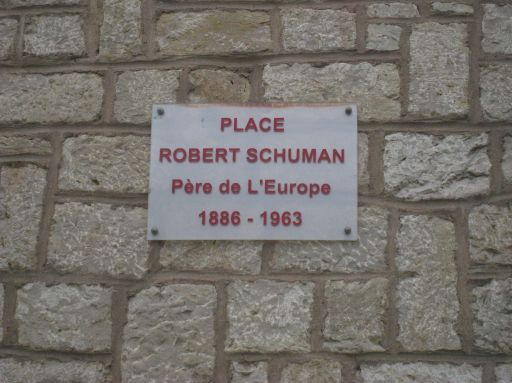 PLACE
ROBERT SCHUMAN
Père de L'Europe
1886 - 1963